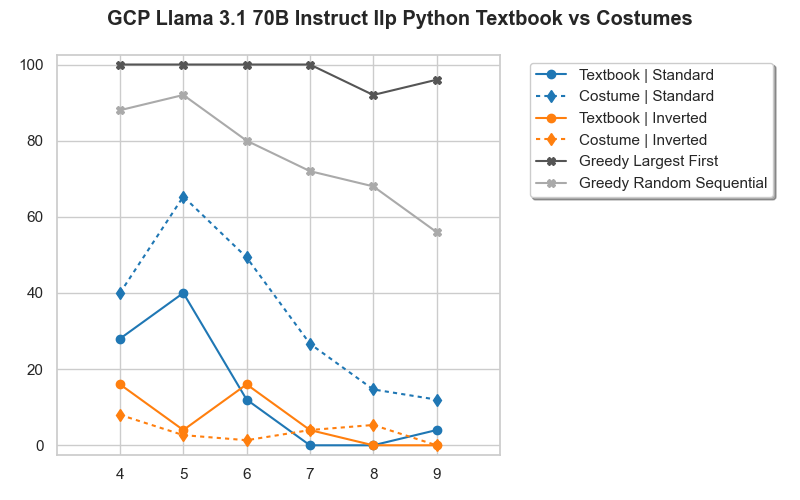 GCP Llama 3.1 70B Instruct Ilp Python Textbook vs Costumes
100
80
60
40
20
0
4 5 6 7 8 9
Textbook | Standard
Costume | Standard
Textbook | Inverted
Costume | Inverted
Greedy Largest First
Greedy Random Sequential